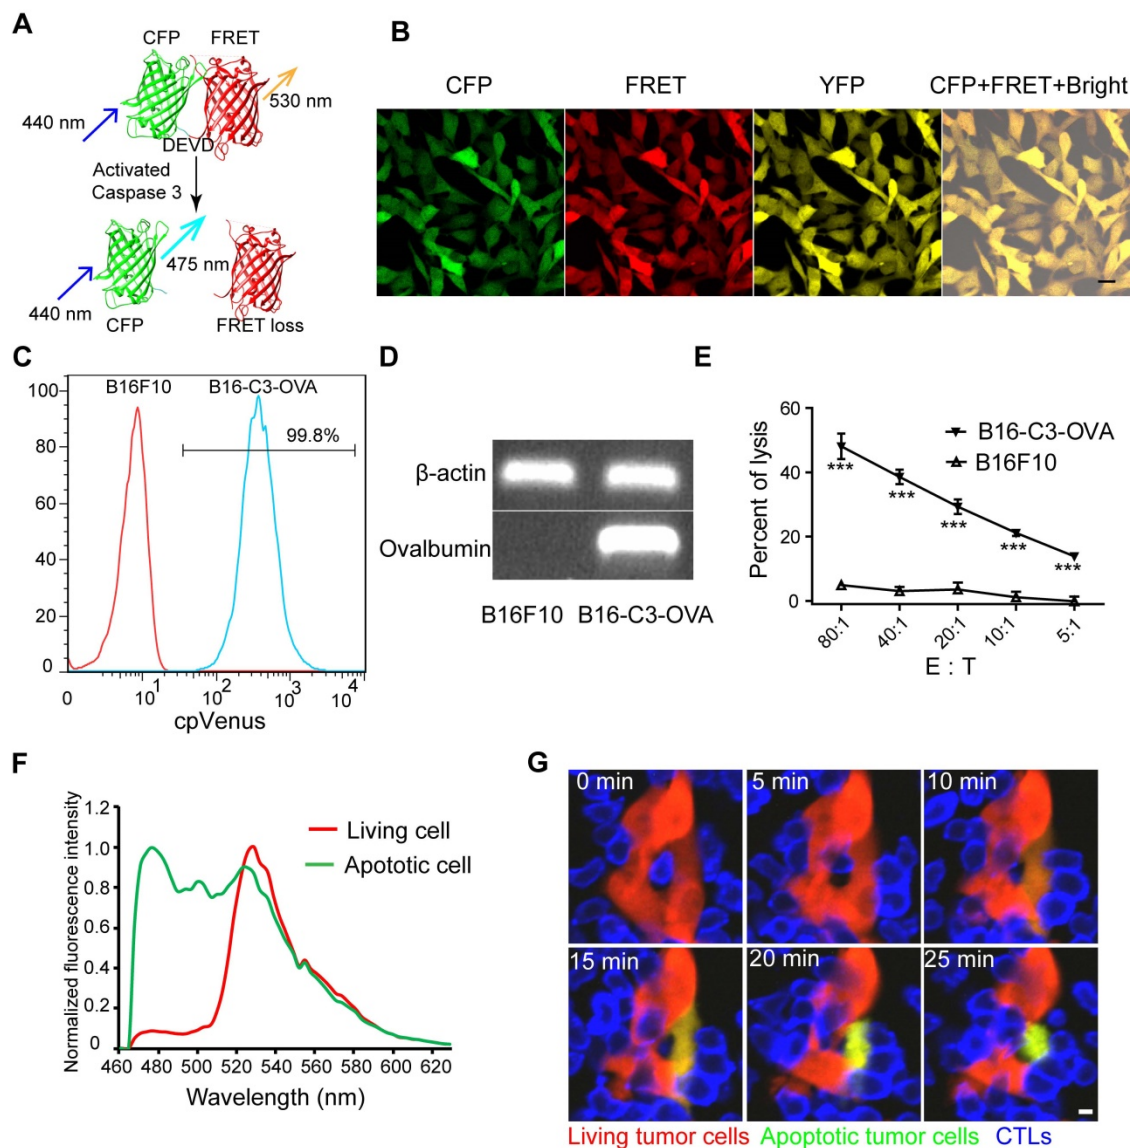 A
CFP FRET
530 nm
440 nm
DEVD
Activated
Caspase 3
475 nm
440 nm
CFP FRET loss
B
CFP FRET YFP CFP+FRET+Bright
C
B16F10 B16-C3-OVA
99.8%
100
80
60
40
20
0
0 10^1 10^2 10^3 10^4
cpVenus
D
β-actin
Ovalbumin
B16F10 B16-C3-OVA
E
Percent of lysis
60
40
20
0
B16-C3-OVA
B16F10
*** *** *** *** ***
80:1 40:1 20:1 10:1 5:1
E : T
F
Normalized fluorescence intensity
1.2
1.0
0.8
0.6
0.4
0.2
0
Living cell
Apototic cell
460 480 500 520 540 560 580 600 620
Wavelength (nm)
G
0 min 5 min 10 min
15 min 20 min 25 min
Living tumor cells Apoptotic tumor cells CTLs